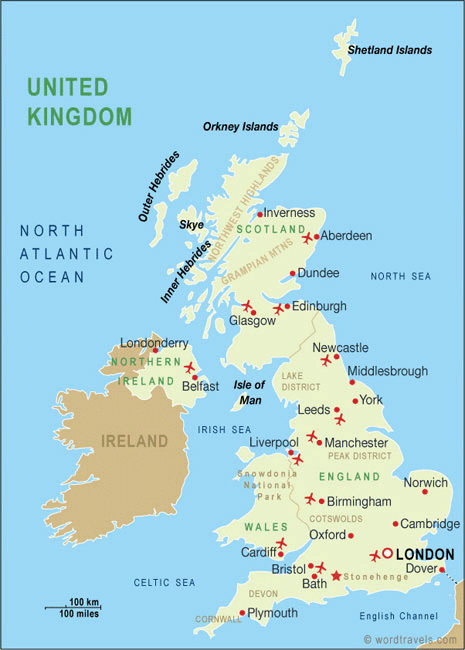 Shetland Islands
UNITED
KINGDOM
Orkney Islands
Outer Hebrides
NORTHWEST HIGHLANDS
Skye
Inverness
SCOTLAND
NORTH
ATLANTIC
OCEAN
Aberdeen
GRAMPIAN MTNS
Inner Hebrides
Dundee
NORTH SEA
Edinburgh
Glasgow
Londonderry
Newcastle
NORTHERN
IRELAND
Belfast
LAKE
DISTRICT
Middlesbrough
Isle of
Man
York
Leeds
IRISH SEA
IRELAND
Liverpool
Manchester
PEAK DISTRICT
Snowdonia
National
Park
ENGLAND
Norwich
Birmingham
COTSWOLDS
Cambridge
WALES
Oxford
Cardiff
LONDON
Bristol
Dover
Bath
Stonehenge
CELTIC SEA
DEVON
100 km
100 miles
CORNWALL
Plymouth
English Channel
© wordtravels.com